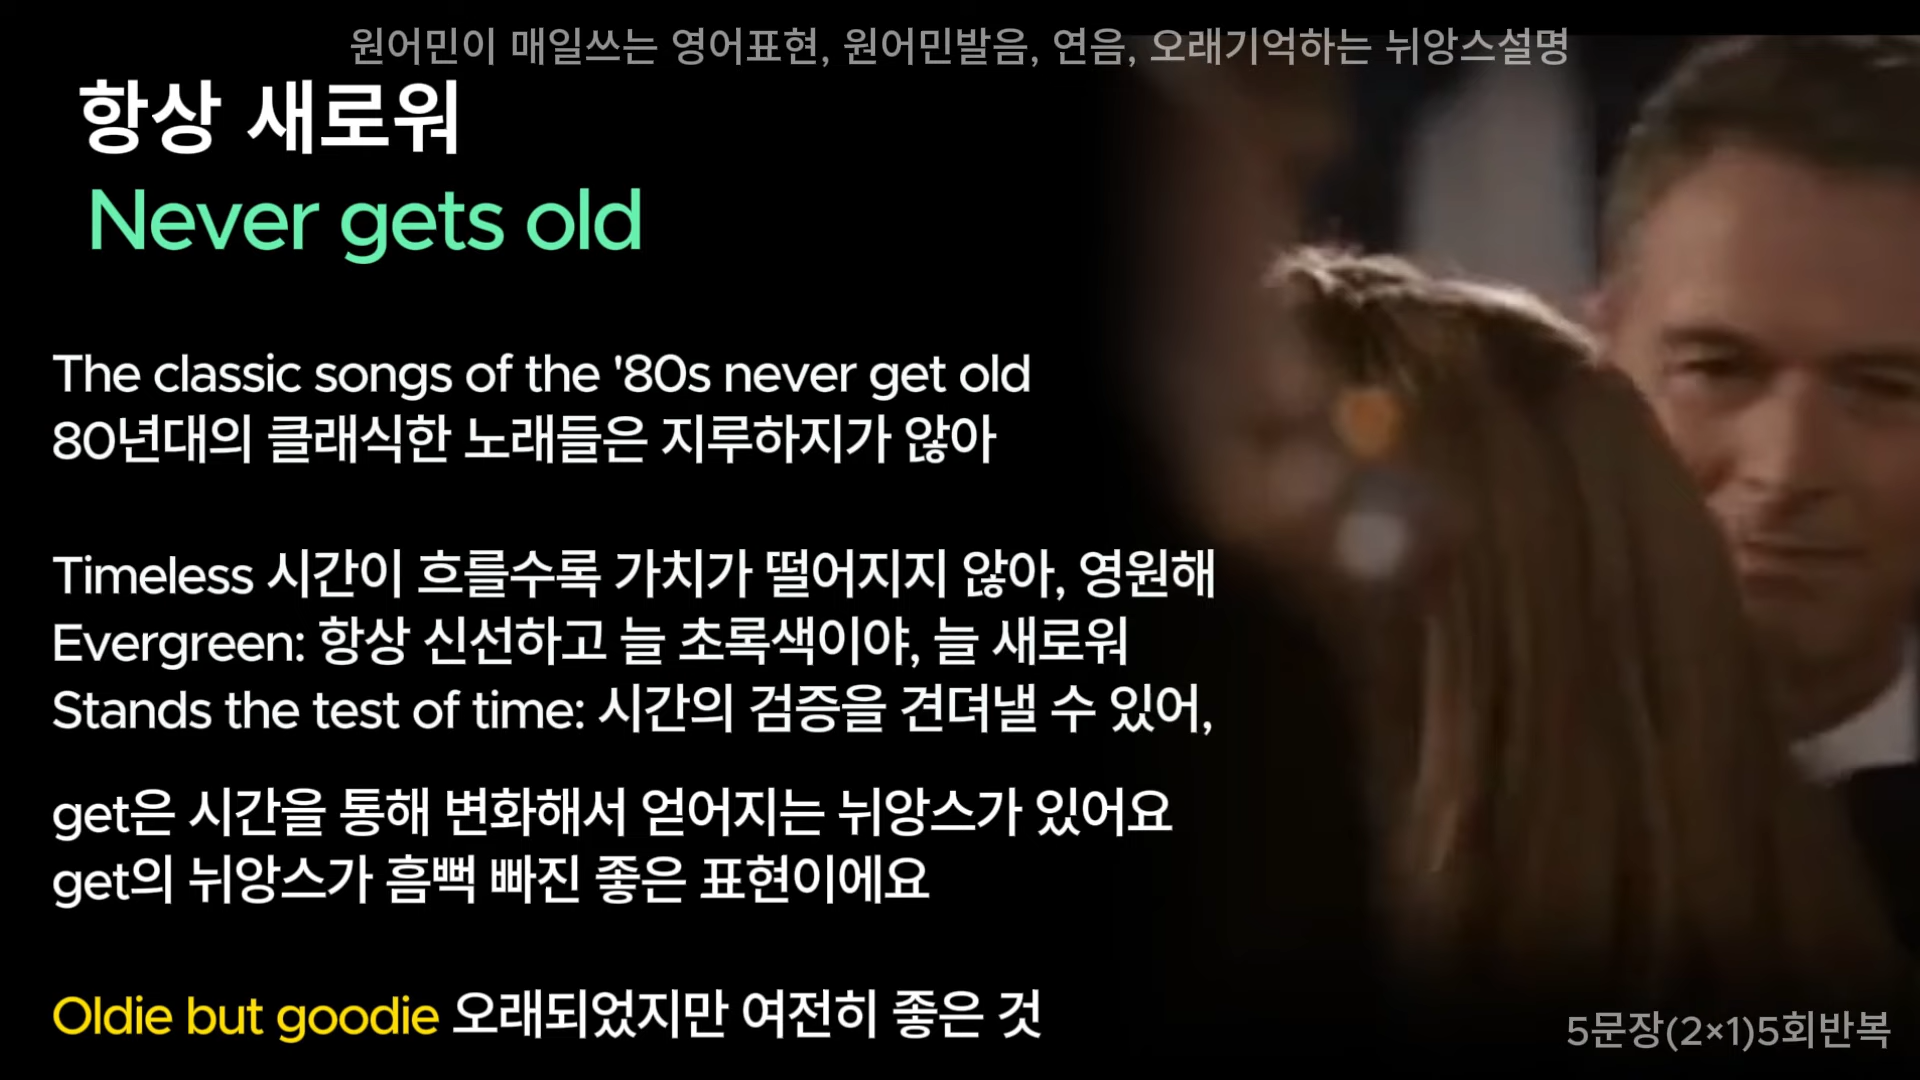 원어민이 매일쓰는 영어표현, 원어민발음, 연음, 오래기억하는 뉘앙스설명
항상 새로워
Never gets old
The classic songs of the '80s never get old
80년대의 클래식한 노래들은 지루하지가 않아
Timeless 시간이 흐를수록 가치가 떨어지지 않아, 영원해
Evergreen: 항상 신선하고 늘 초록색이야, 늘 새로워
Stands the test of time: 시간의 검증을 견뎌낼 수 있어,
get은 시간을 통해 변화해서 얻어지는 뉘앙스가 있어요
get의 뉘앙스가 흠뻑 빠진 좋은 표현이에요
Oldie but goodie 오래되었지만 여전히 좋은 것
5문장(2×1)5회반복